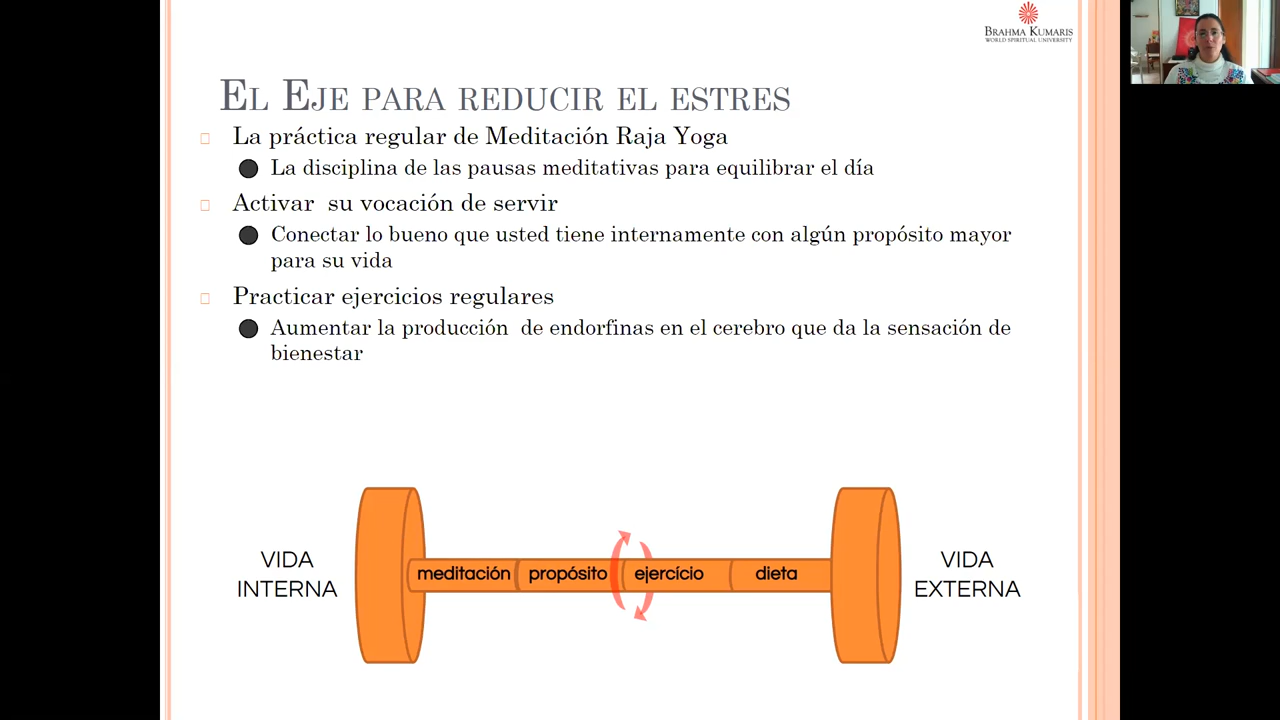 BRAHMA KUMARIS
WORLD SPIRITUAL UNIVERSITY
EL EJE PARA REDUCIR EL ESTRES
La práctica regular de Meditación Raja Yoga
La disciplina de las pausas meditativas para equilibrar el día
Activar su vocación de servir
Conectar lo bueno que usted tiene internamente con algún propósito mayor
para su vida
Practicar ejercicios regulares
Aumentar la producción de endorfinas en el cerebro que da la sensación de
bienestar
VIDA
INTERNA
meditación propósito ejercício dieta
VIDA
EXTERNA